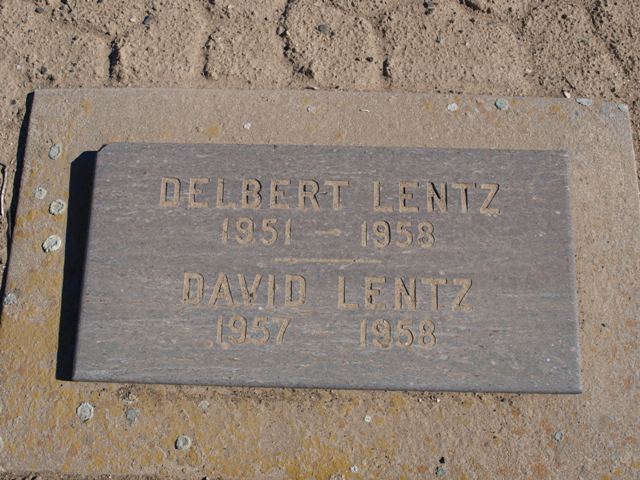 DELBERT LENTZ
1951 – 1958
DAVID LENTZ
1957 – 1958